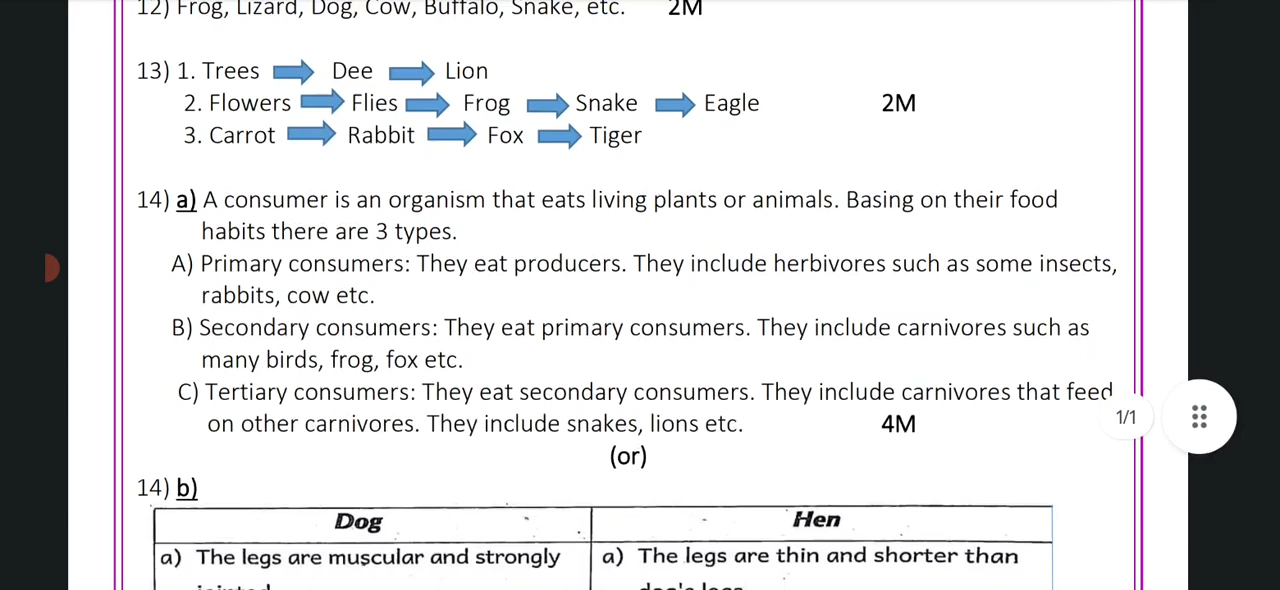 12) Frog, Lizard, Dog, Cow, Buffalo, Snake, etc. 2M
13) 1. Trees Dee Lion
2. Flowers Flies Frog Snake Eagle 2M
3. Carrot Rabbit Fox Tiger
14) a) A consumer is an organism that eats living plants or animals. Basing on their food
habits there are 3 types.
A) Primary consumers: They eat producers. They include herbivores such as some insects,
rabbits, cow etc.
B) Secondary consumers: They eat primary consumers. They include carnivores such as
many birds, frog, fox etc.
C) Tertiary consumers: They eat secondary consumers. They include carnivores that feed
on other carnivores. They include snakes, lions etc. 4M
1/1
(or)
14) b)
Dog Hen
a) The legs are muscular and strongly a) The legs are thin and shorter than